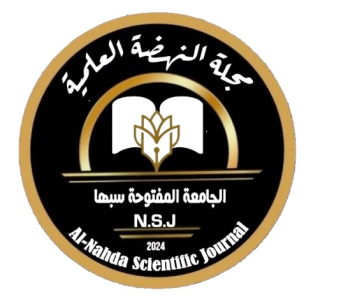 مجلة النهضة العلمية
الجامعة المفتوحة سبها
N.S.J
2024
Al-Nahda Scientific Journal